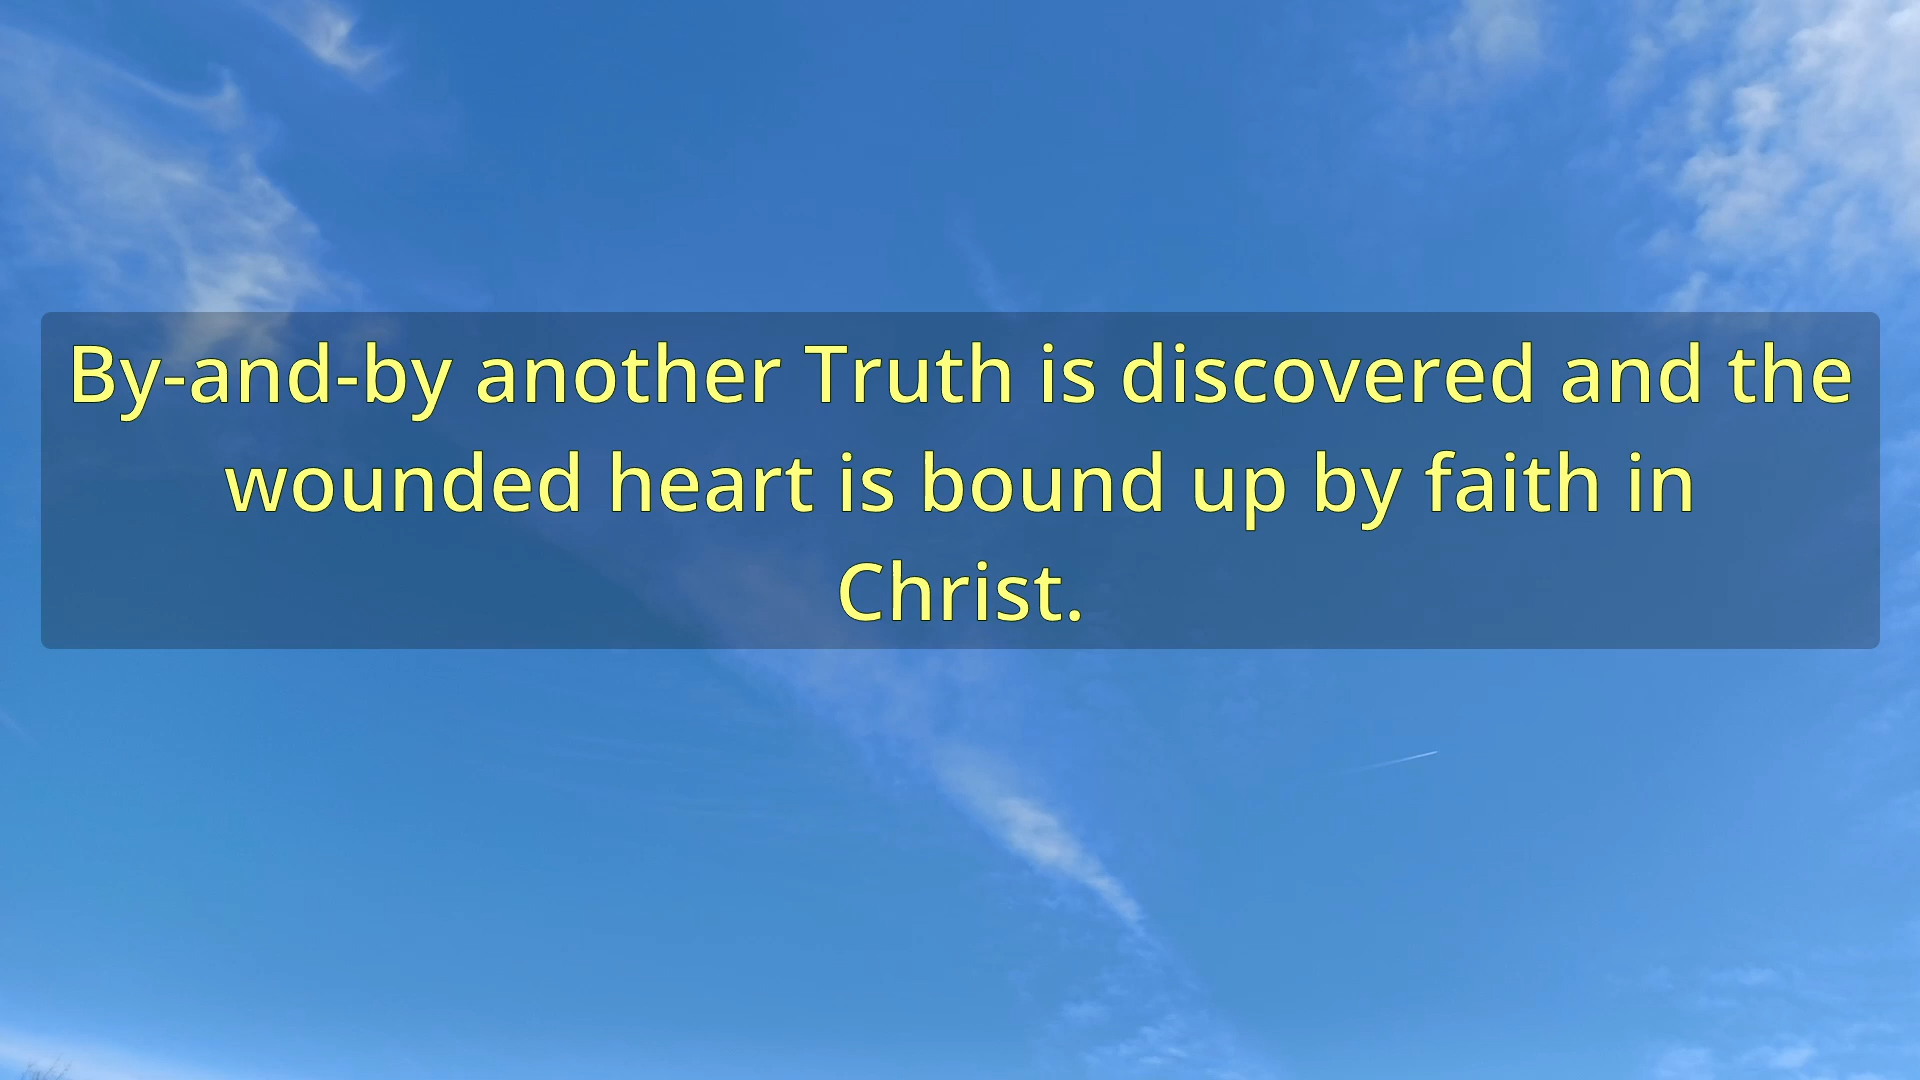 By-and-by another Truth is discovered and the
wounded heart is bound up by faith in
Christ.